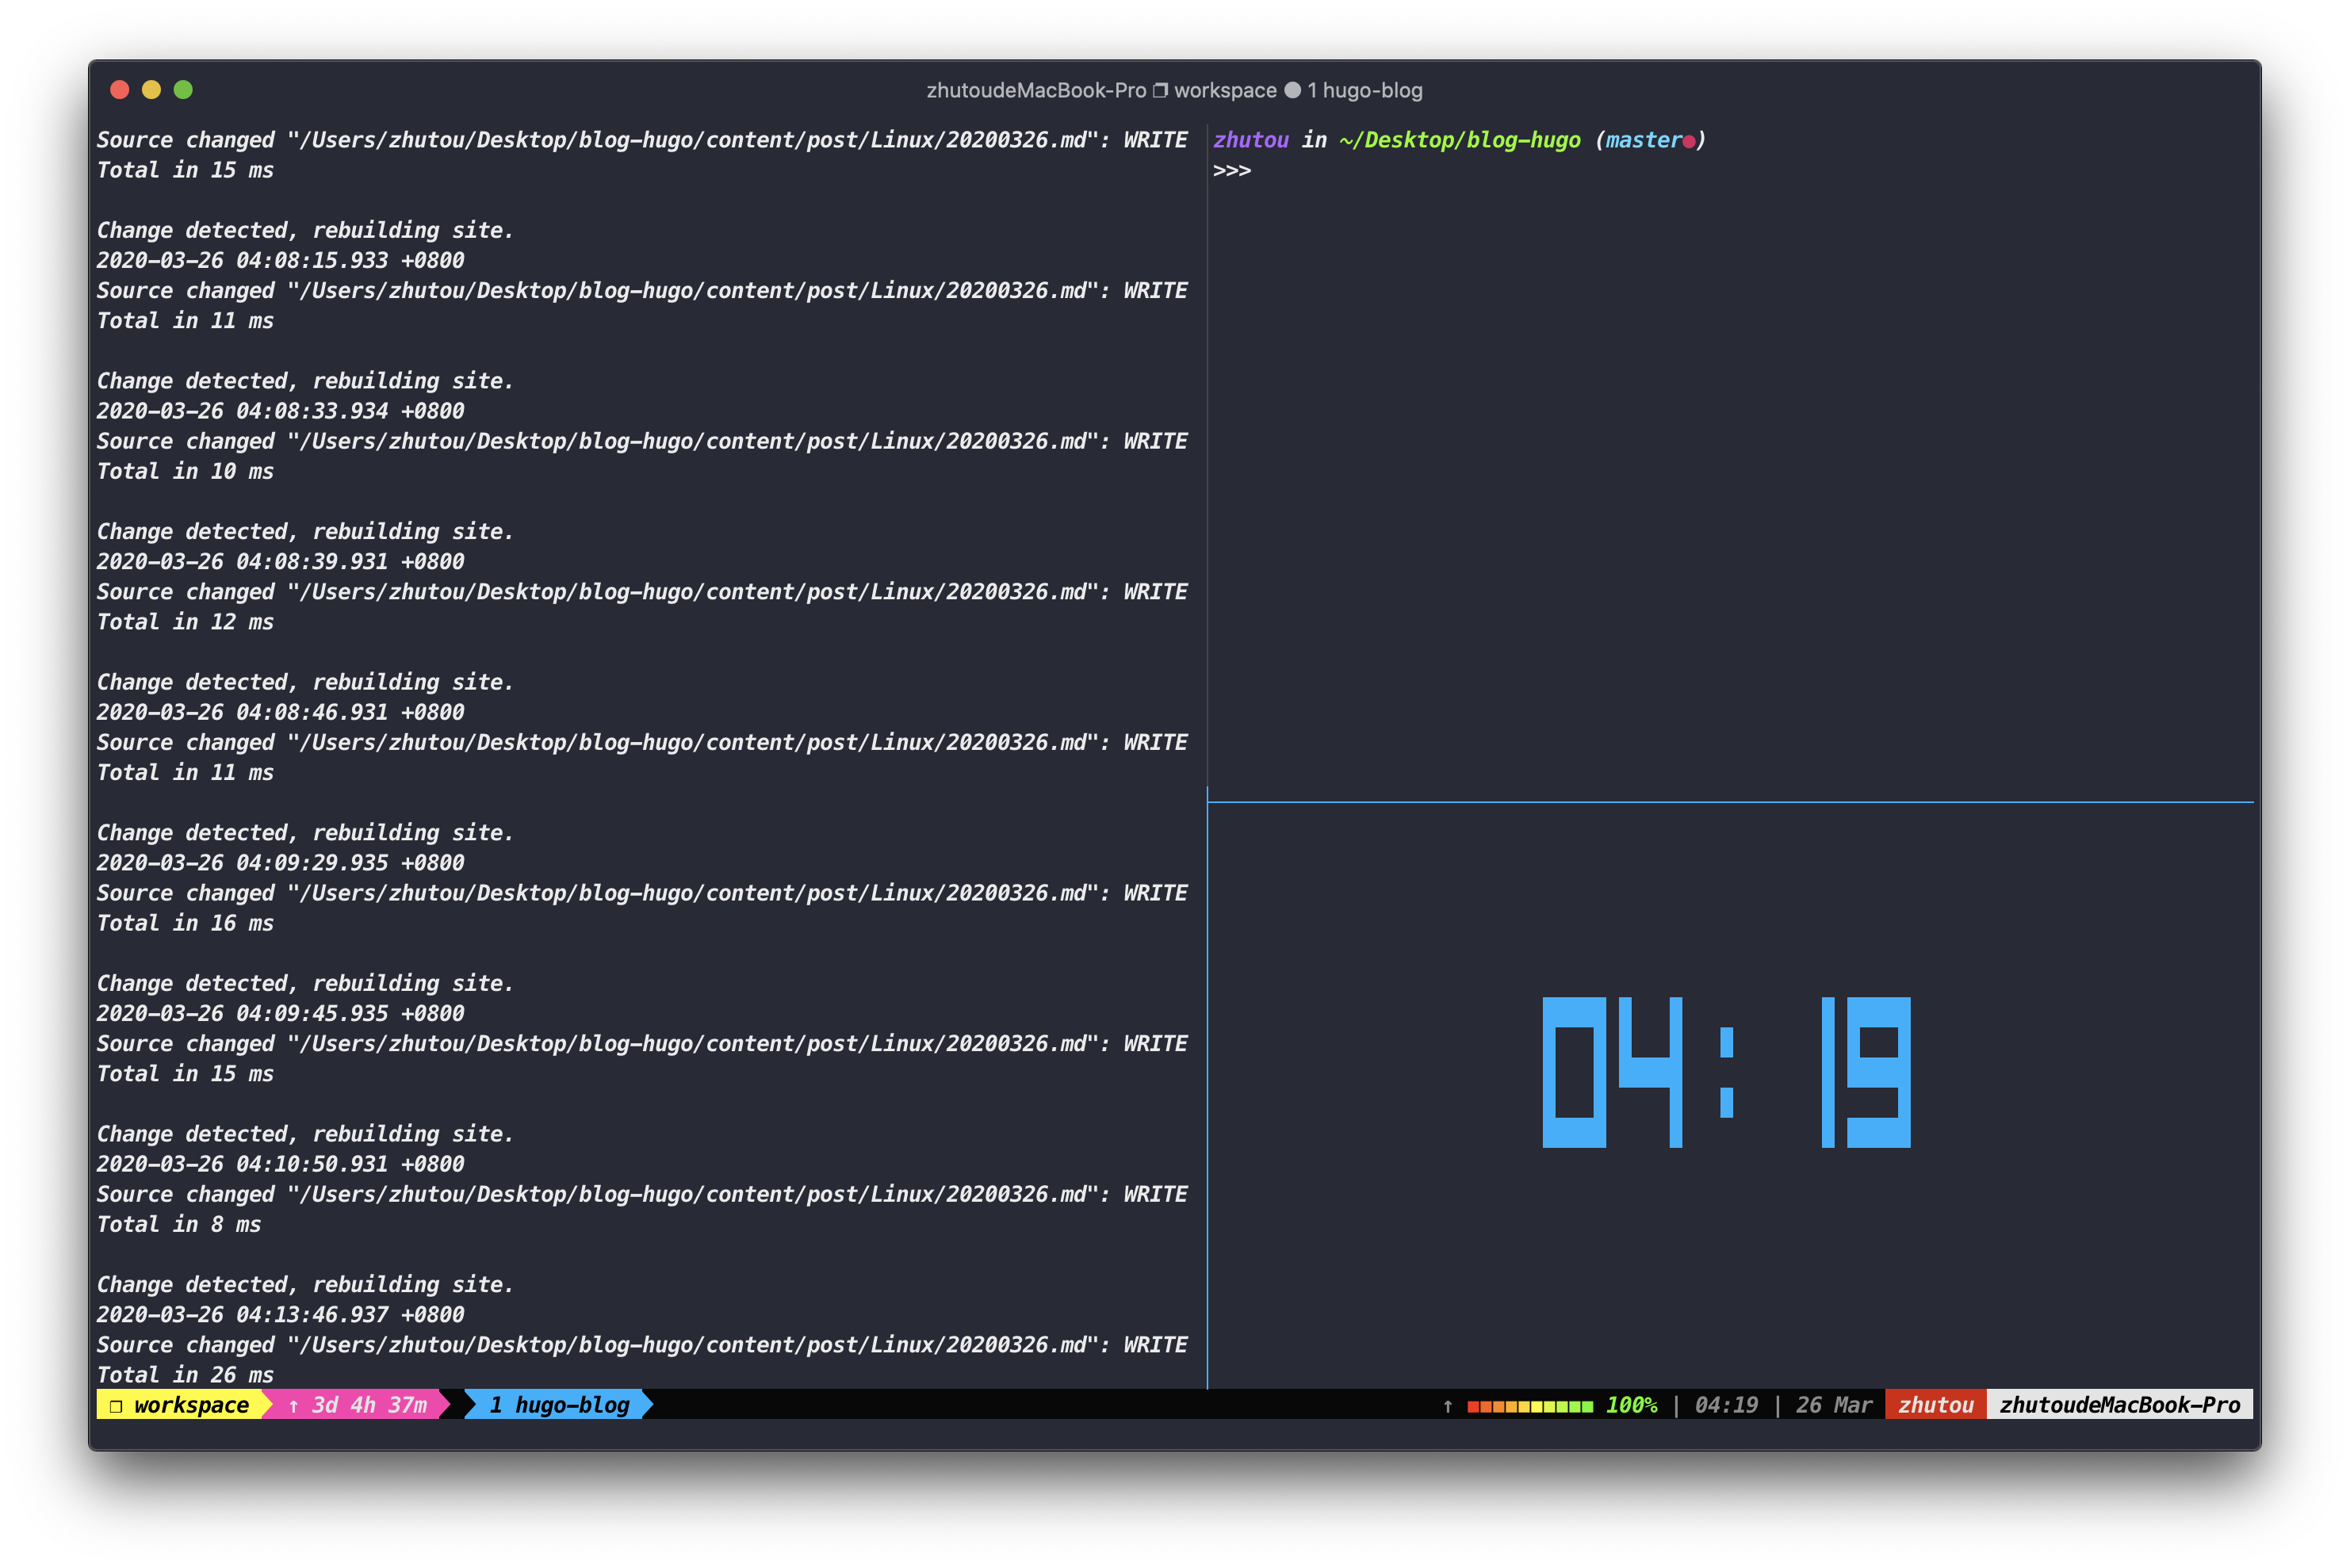 zhutoudeMacBook-Pro ❐ workspace ● 1 hugo-blog
Source changed "/Users/zhutou/Desktop/blog-hugo/content/post/Linux/20200326.md": WRITE
Total in 15 ms
Change detected, rebuilding site.
2020-03-26 04:08:15.933 +0800
Source changed "/Users/zhutou/Desktop/blog-hugo/content/post/Linux/20200326.md": WRITE
Total in 11 ms
Change detected, rebuilding site.
2020-03-26 04:08:33.934 +0800
Source changed "/Users/zhutou/Desktop/blog-hugo/content/post/Linux/20200326.md": WRITE
Total in 10 ms
Change detected, rebuilding site.
2020-03-26 04:08:39.931 +0800
Source changed "/Users/zhutou/Desktop/blog-hugo/content/post/Linux/20200326.md": WRITE
Total in 12 ms
Change detected, rebuilding site.
2020-03-26 04:08:46.931 +0800
Source changed "/Users/zhutou/Desktop/blog-hugo/content/post/Linux/20200326.md": WRITE
Total in 11 ms
Change detected, rebuilding site.
2020-03-26 04:09:29.935 +0800
Source changed "/Users/zhutou/Desktop/blog-hugo/content/post/Linux/20200326.md": WRITE
Total in 16 ms
Change detected, rebuilding site.
2020-03-26 04:09:45.935 +0800
Source changed "/Users/zhutou/Desktop/blog-hugo/content/post/Linux/20200326.md": WRITE
Total in 15 ms
Change detected, rebuilding site.
2020-03-26 04:10:50.931 +0800
Source changed "/Users/zhutou/Desktop/blog-hugo/content/post/Linux/20200326.md": WRITE
Total in 8 ms
Change detected, rebuilding site.
2020-03-26 04:13:46.937 +0800
Source changed "/Users/zhutou/Desktop/blog-hugo/content/post/Linux/20200326.md": WRITE
Total in 26 ms
zhutou in ~/Desktop/blog-hugo (master●)
>>>
04:19
❐ workspace ↑ 3d 4h 37m 1 hugo-blog ↑ 100% | 04:19 | 26 Mar zhutou zhutoudeMacBook-Pro